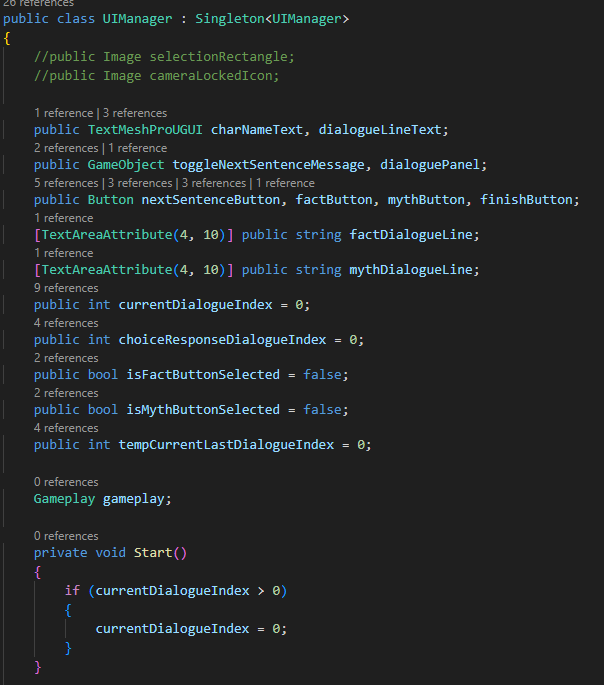 26 references
public class UIManager : Singleton<UIManager>
{
//public Image selectionRectangle;
//public Image cameraLockedIcon;
1 reference | 3 references
public TextMeshProUGUI charNameText, dialogueLineText;
2 references | 1 reference
public GameObject toggleNextSentenceMessage, dialoguePanel;
5 references | 3 references | 3 references | 1 reference
public Button nextSentenceButton, factButton, mythButton, finishButton;
1 reference
[TextAreaAttribute(4, 10)] public string factDialogueLine;
1 reference
[TextAreaAttribute(4, 10)] public string mythDialogueLine;
9 references
public int currentDialogueIndex = 0;
4 references
public int choiceResponseDialogueIndex = 0;
2 references
public bool isFactButtonSelected = false;
2 references
public bool isMythButtonSelected = false;
4 references
public int tempCurrentLastDialogueIndex = 0;
0 references
Gameplay gameplay;
0 references
private void Start()
{
if (currentDialogueIndex > 0)
{
currentDialogueIndex = 0;
}
}